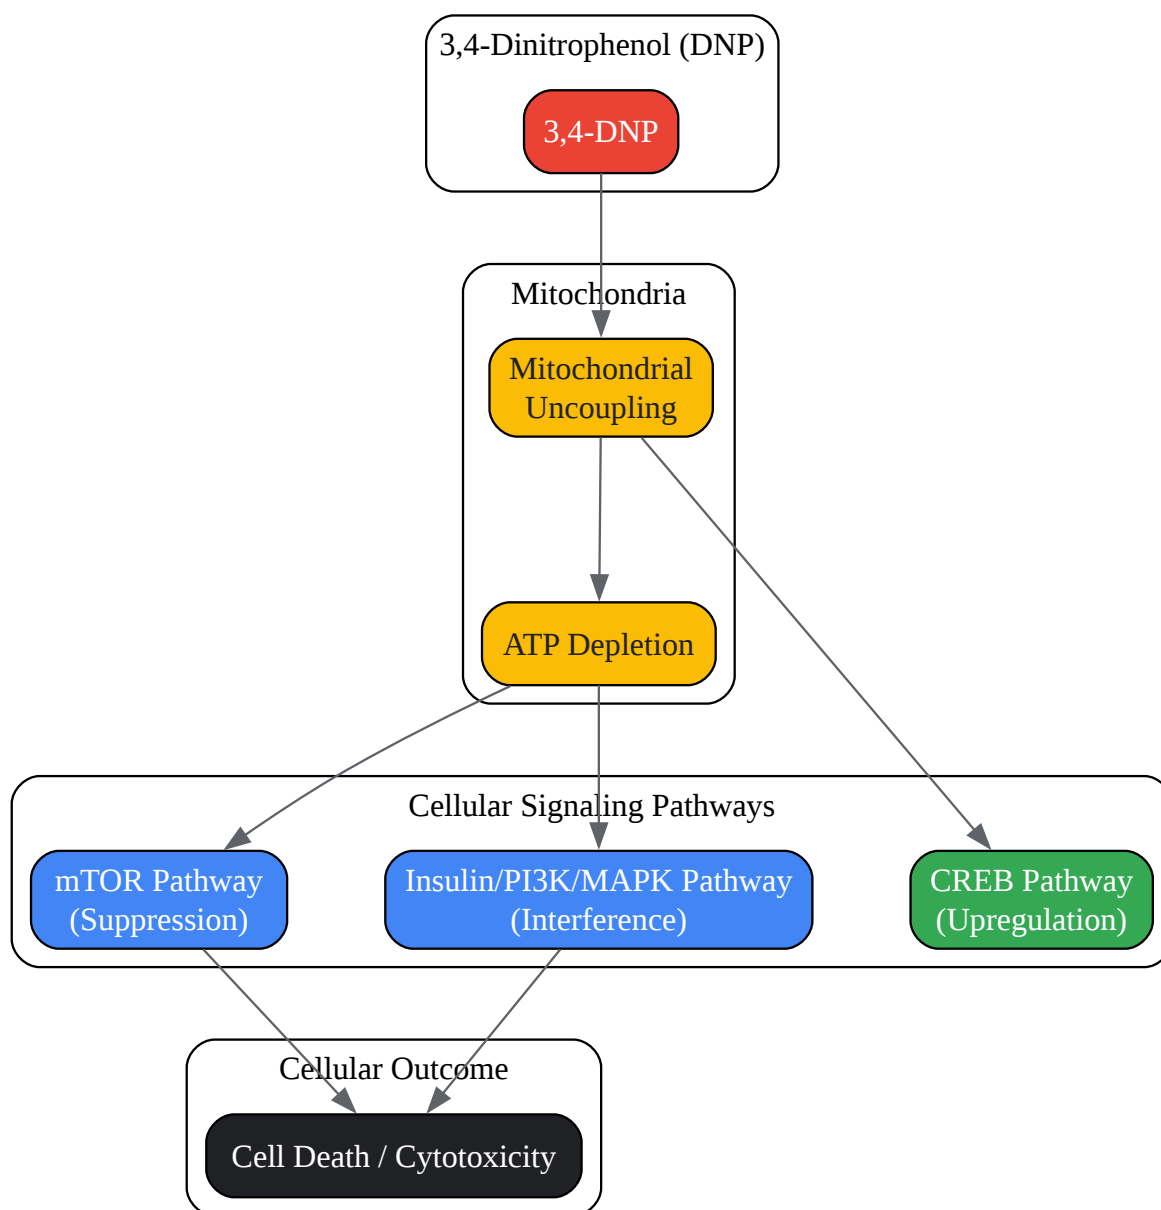 3,4-Dinitrophenol (DNP)
3,4-DNP
Mitochondria
Mitochondrial
Uncoupling
ATP Depletion
Cellular Signaling Pathways
mTOR Pathway
(Suppression)
Insulin/PI3K/MAPK Pathway
(Interference)
CREB Pathway
(Upregulation)
Cellular Outcome
Cell Death / Cytotoxicity